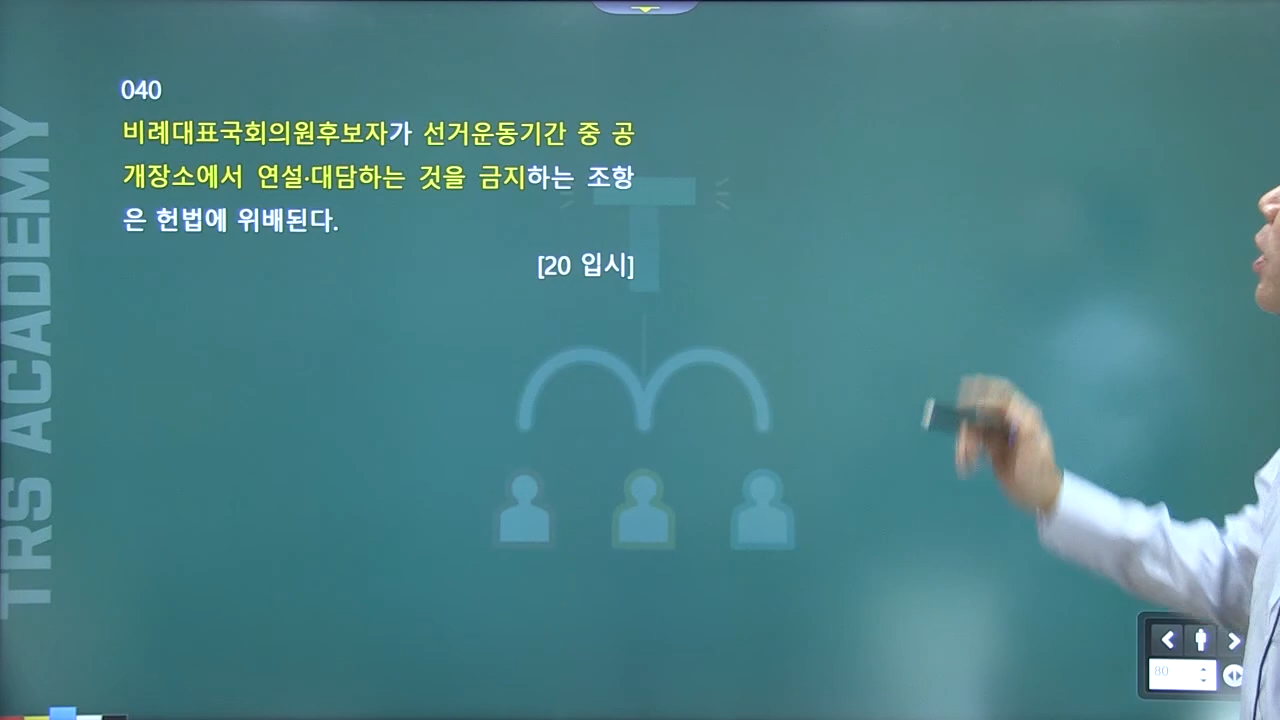 040
비례대표국회의원후보자가 선거운동기간 중 공
개장소에서 연설·대담하는 것을 금지하는 조항
은 헌법에 위배된다.
[20 입시]
TRS ACADEMY
80